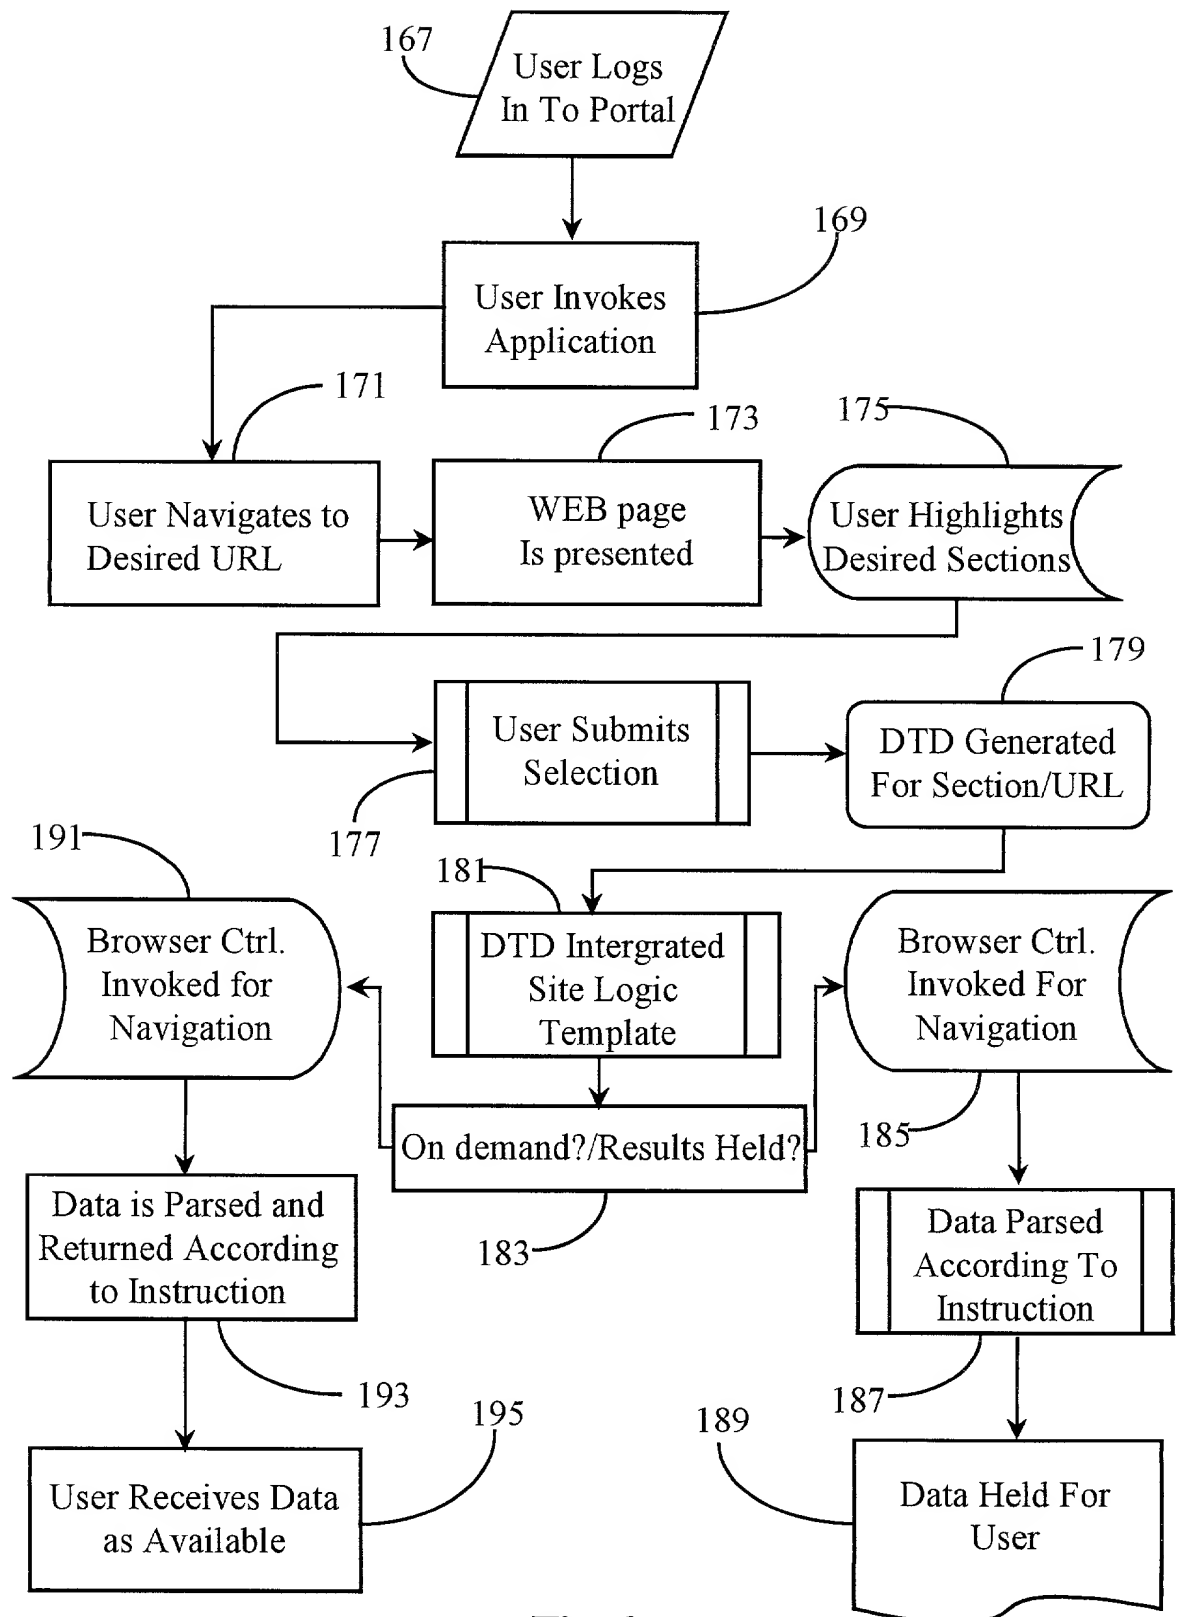 167
User Logs
In To Portal
169
User Invokes
Application
171
173
175
User Navigates to
Desired URL
WEB page
Is presented
User Highlights
Desired Sections
179
User Submits
Selection
DTD Generated
For Section/URL
177
191
181
Browser Ctrl.
Invoked for
Navigation
DTD Intergrated
Site Logic
Template
Browser Ctrl.
Invoked For
Navigation
185
On demand?/Results Held?
183
Data is Parsed and
Returned According
to Instruction
Data Parsed
According To
Instruction
193
187
195
189
User Receives Data
as Available
Data Held For
User